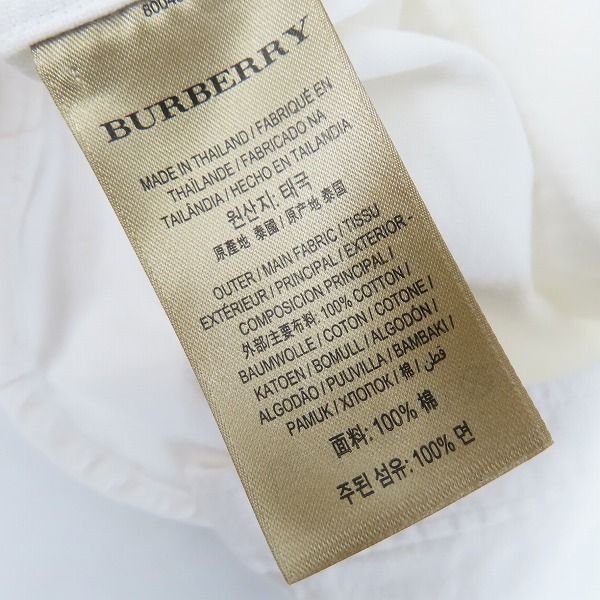 BURBERRY
MADE IN THAILAND / FABRIQUÉ EN
THAÏLANDE / FABRICADO NA
TAILÂNDIA / HECHO EN TAILANDIA
원산지: 태국
原產地 泰國 / 原产地 泰國
OUTER / MAIN FABRIC / TISSU
EXTÉRIEUR / PRINCIPAL / EXTERIOR -
COMPOSICION PRINCIPAL /
外部/主要布料: 100% COTTON /
BAUMWOLLE / COTON / COTONE /
KATOEN / BOMULL / ALGODÓN /
ALGODÃO / PUUVILLA / BAMBAKI /
PAMUK / ХЛОПОК / 棉 / قطن
面料: 100% 棉
주된 섬유: 100% 면